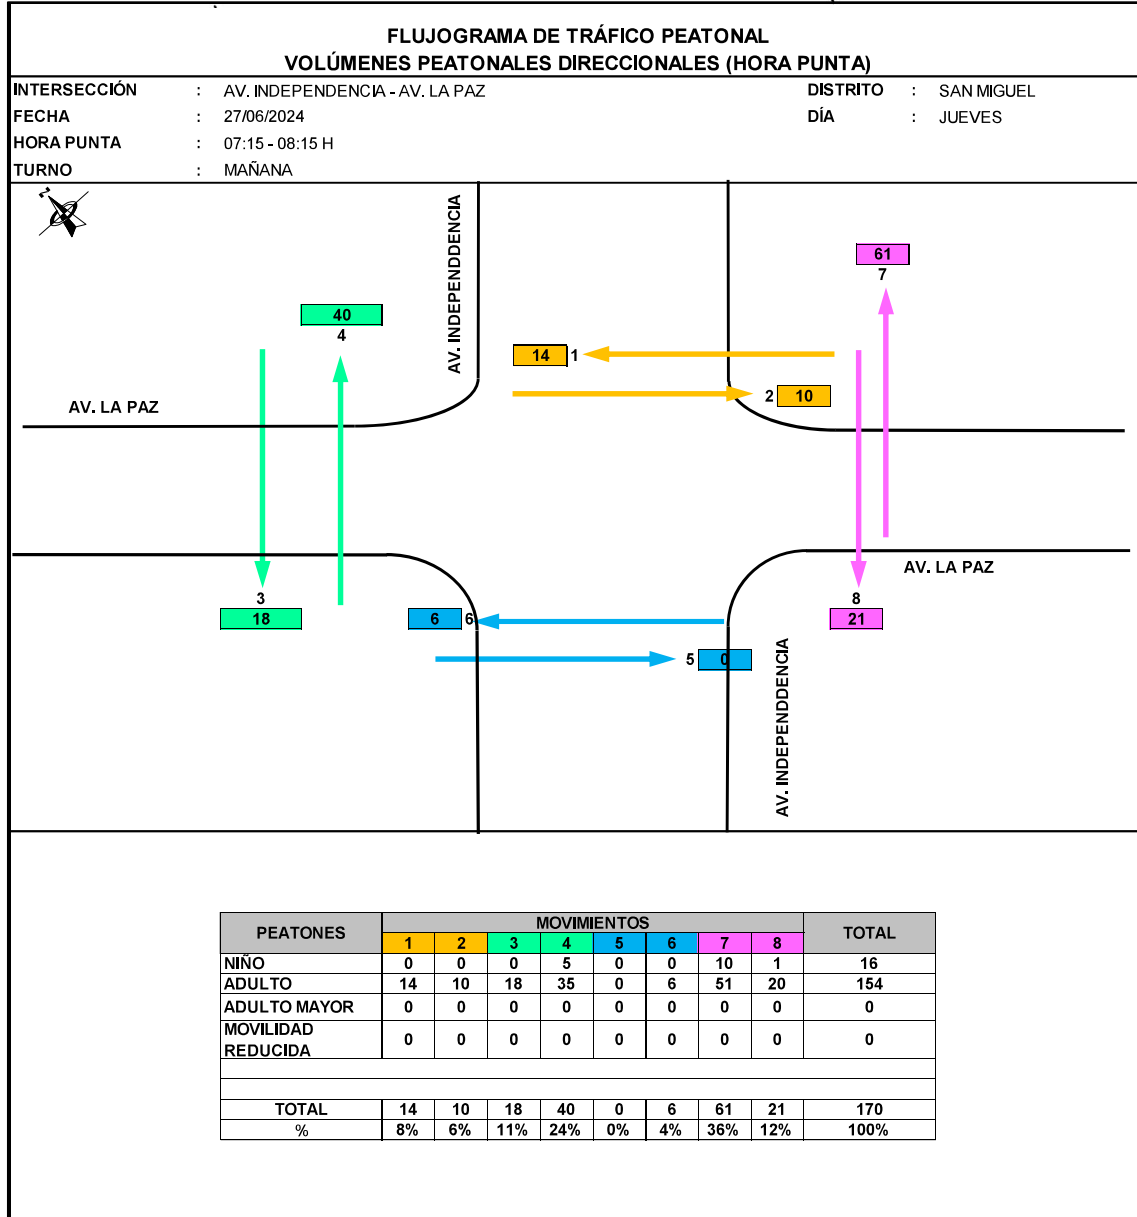 FLUJOGRAMA DE TRÁFICO PEATONAL
VOLÚMENES PEATONALES DIRECCIONALES (HORA PUNTA)
INTERSECCIÓN : AV. INDEPENDENCIA - AV. LA PAZ DISTRITO : SAN MIGUEL
FECHA : 27/06/2024 DÍA : JUEVES
HORA PUNTA : 07:15 - 08:15 H
TURNO : MAÑANA
AV. INDEPENDDENCIA
61
7
40
4
14 1
2 10
AV. LA PAZ
AV. LA PAZ
3
18
6 6
8
21
5 0
AV. INDEPENDDENCIA
PEATONES MOVIMIENTOS TOTAL
1 2 3 4 5 6 7 8
NIÑO 0 0 0 5 0 0 10 1 16
ADULTO 14 10 18 35 0 6 51 20 154
ADULTO MAYOR 0 0 0 0 0 0 0 0 0
MOVILIDAD
REDUCIDA 0 0 0 0 0 0 0 0 0
TOTAL 14 10 18 40 0 6 61 21 170
% 8% 6% 11% 24% 0% 4% 36% 12% 100%